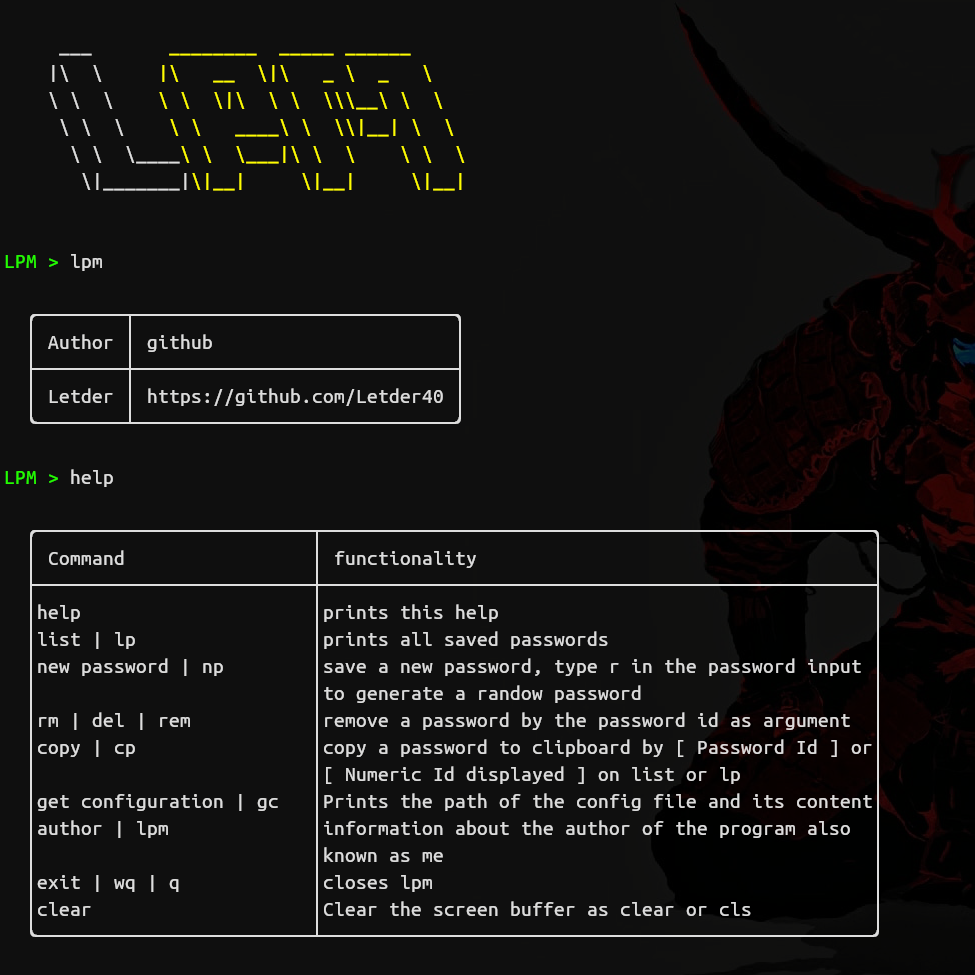 LPM
LPM > lpm
Author github
Letder https://github.com/Letder40
LPM > help
Command functionality
help prints this help
list | lp prints all saved passwords
new password | np save a new password, type r in the password input
to generate a randow password
rm | del | rem remove a password by the password id as argument
copy | cp copy a password to clipboard by [ Password Id ] or
[ Numeric Id displayed ] on list or lp
get configuration | gc Prints the path of the config file and its content
author | lpm information about the author of the program also
known as me
exit | wq | q closes lpm
clear Clear the screen buffer as clear or cls